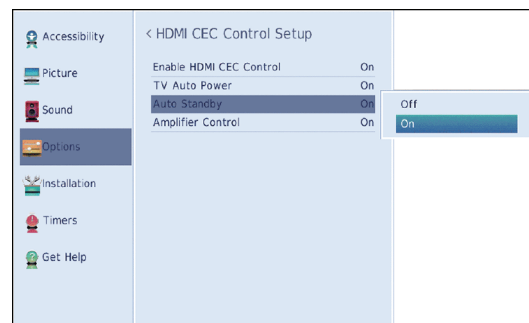 Accessibility
Picture
Sound
Options
Installation
Timers
Get Help
< HDMI CEC Control Setup
Enable HDMI CEC Control On
TV Auto Power On
Auto Standby On
Amplifier Control On
Off
On